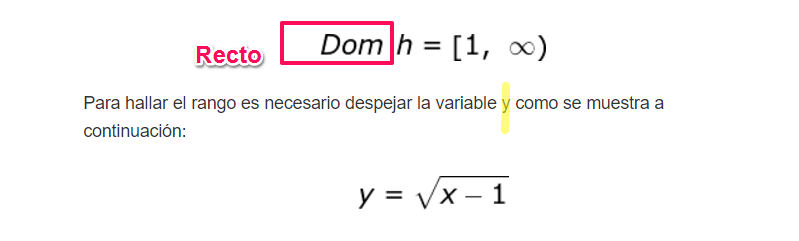 Recto Dom h = [1, ∞)
Para hallar el rango es necesario despejar la variable y como se muestra a
continuación:
y = √x − 1